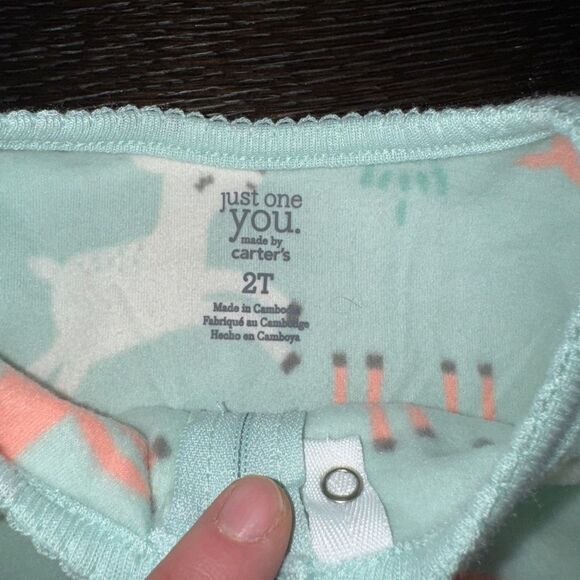 just one
you.
made by
carter's
2T
Made in Cambodia
Fabriqué au Cambodge
Hecho en Camboya